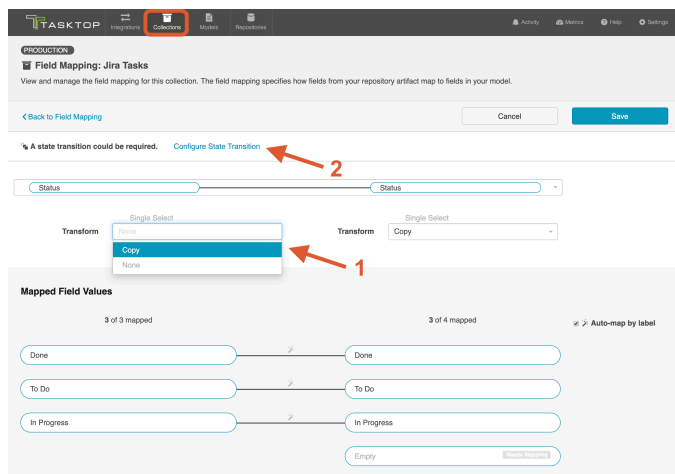 TASKTOP
Integrations
Collections
Models
Repositories
Activity
Metrics
Help
Settings
PRODUCTION
Field Mapping: Jira Tasks
View and manage the field mapping for this collection. The field mapping specifies how fields from your repository artifact map to fields in your model.
Back to Field Mapping
Cancel
Save
A state transition could be required. Configure State Transition
2
Status
Status
Single Select
Single Select
Transform
None
Transform
Copy
Copy
None
1
Mapped Field Values
3 of 3 mapped
3 of 4 mapped
Auto-map by label
Done
Done
To Do
To Do
In Progress
In Progress
Empty
Needs Mapping